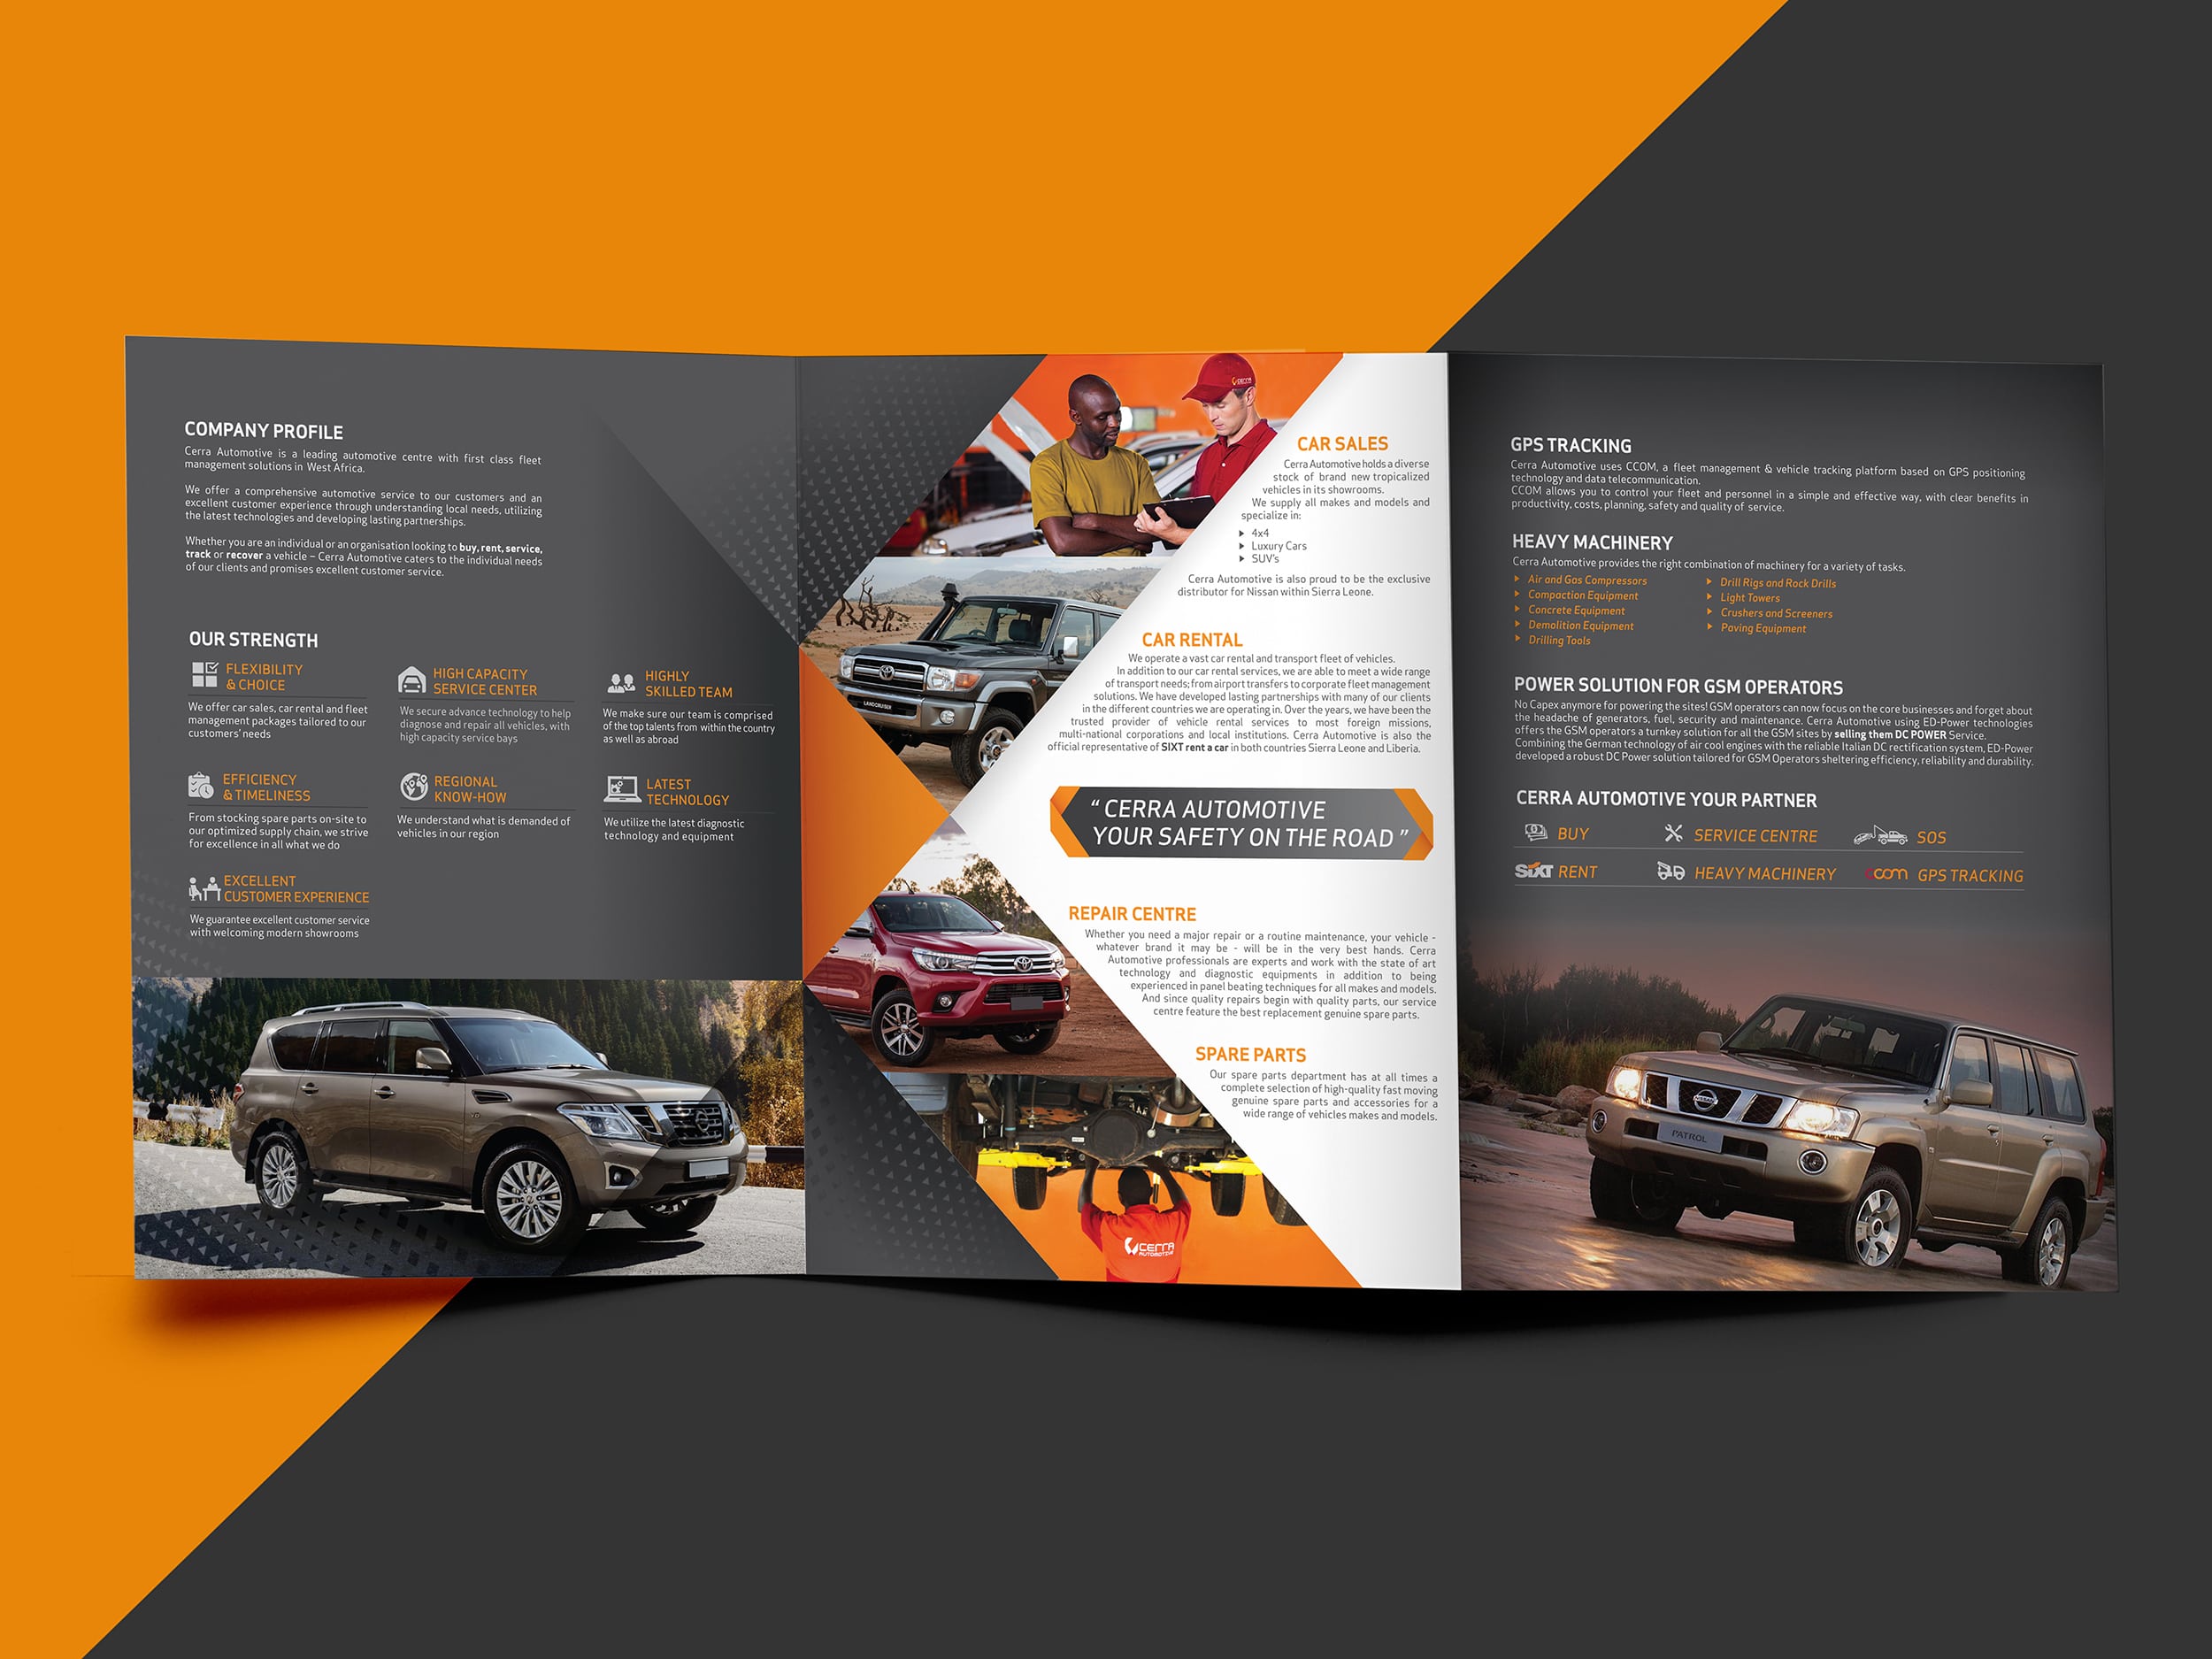 COMPANY PROFILE
Cerra Automotive is a leading automotive centre with first class fleet
management solutions in West Africa.
We offer a comprehensive automotive service to our customers and an
excellent customer experience through understanding local needs, utilizing
the latest technologies and developing lasting partnerships.
Whether you are an individual or an organisation looking to buy, rent, service,
track or recover a vehicle – Cerra Automotive caters to the individual needs
of our clients and promises excellent customer service.
OUR STRENGTH
FLEXIBILITY
& CHOICE
We offer car sales, car rental and fleet
management packages tailored to our
customers' needs
HIGH CAPACITY
SERVICE CENTER
We secure advance technology to help
diagnose and repair all vehicles, with
high capacity service bays
HIGHLY
SKILLED TEAM
We make sure our team is comprised
of the top talents from within the country
as well as abroad
EFFICIENCY
& TIMELINESS
From stocking spare parts on-site to
our optimized supply chain, we strive
for excellence in all what we do
REGIONAL
KNOW-HOW
We understand what is demanded of
vehicles in our region
LATEST
TECHNOLOGY
We utilize the latest diagnostic
technology and equipment
EXCELLENT
CUSTOMER EXPERIENCE
We guarantee excellent customer service
with welcoming modern showrooms
CERRA
CAR SALES
Cerra Automotive holds a diverse
stock of brand new tropicalized
vehicles in its showrooms.
We supply all makes and models and
specialize in:
4x4
Luxury Cars
SUV's
Cerra Automotive is also proud to be the exclusive
distributor for Nissan within Sierra Leone.
LANDCRUISER
CAR RENTAL
We operate a vast car rental and transport fleet of vehicles.
In addition to our car rental services, we are able to meet a wide range
of transport needs; from airport transfers to corporate fleet management
solutions. We have developed lasting partnerships with many of our clients
in the different countries we are operating in. Over the years, we have been the
trusted provider of vehicle rental services to most foreign missions,
multi-national corporations and local institutions. Cerra Automotive is also the
official representative of SIXT rent a car in both countries Sierra Leone and Liberia.
“ CERRA AUTOMOTIVE
YOUR SAFETY ON THE ROAD ”
REPAIR CENTRE
Whether you need a major repair or a routine maintenance, your vehicle -
whatever brand it may be - will be in the very best hands. Cerra
Automotive professionals are experts and work with the state of art
technology and diagnostic equipments in addition to being
experienced in panel beating techniques for all makes and models.
And since quality repairs begin with quality parts, our service
centre feature the best replacement genuine spare parts.
SPARE PARTS
Our spare parts department has at all times a
complete selection of high-quality fast moving
genuine spare parts and accessories for a
wide range of vehicles makes and models.
CERRA
AUTOMOTIVE
GPS TRACKING
Cerra Automotive uses CCOM, a fleet management & vehicle tracking platform based on GPS positioning
technology and data telecommunication.
CCOM allows you to control your fleet and personnel in a simple and effective way, with clear benefits in
productivity, costs, planning, safety and quality of service.
HEAVY MACHINERY
Cerra Automotive provides the right combination of machinery for a variety of tasks.
Air and Gas Compressors
Compaction Equipment
Concrete Equipment
Demolition Equipment
Drilling Tools
Drill Rigs and Rock Drills
Light Towers
Crushers and Screeners
Paving Equipment
POWER SOLUTION FOR GSM OPERATORS
No Capex anymore for powering the sites! GSM operators can now focus on the core businesses and forget about
the headache of generators, fuel, security and maintenance. Cerra Automotive using ED-Power technologies
offers the GSM operators a turnkey solution for all the GSM sites by selling them DC POWER Service.
Combining the German technology of air cool engines with the reliable Italian DC rectification system, ED-Power
developed a robust DC Power solution tailored for GSM Operators sheltering efficiency, reliability and durability.
CERRA AUTOMOTIVE YOUR PARTNER
BUY
SERVICE CENTRE
SOS
SIXT RENT
HEAVY MACHINERY
ccom GPS TRACKING
NISSAN
PATROL